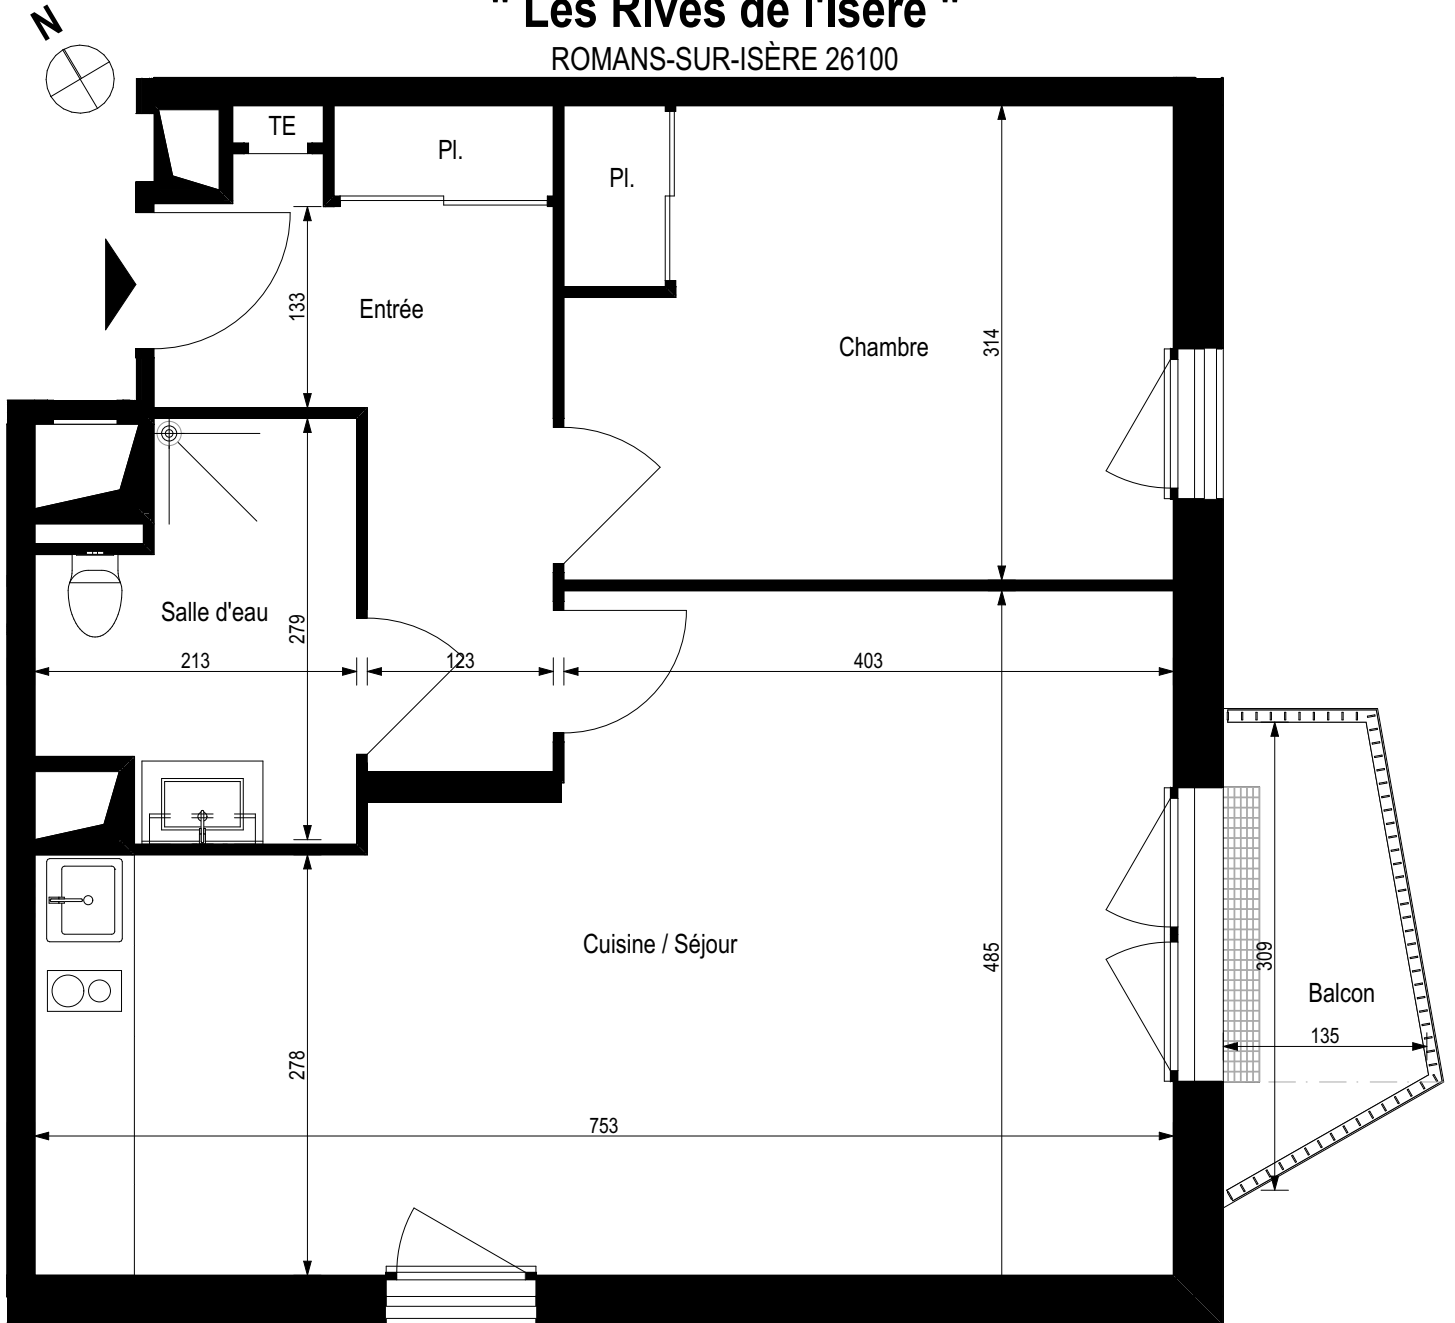 " Les Rives de l'Isère "
ROMANS-SUR-ISÈRE 26100
N
TE
Pl.
Pl.
133
Entrée
Chambre
314
Salle d'eau
279
213
123
403
Cuisine / Séjour
485
309
Balcon
135
278
753